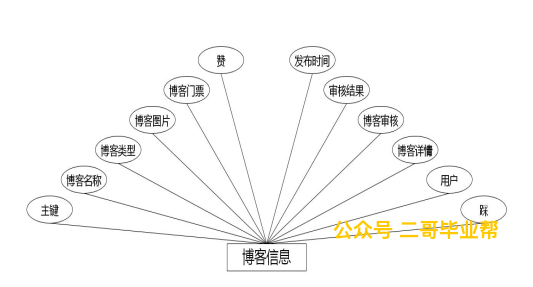 赞
发布时间
博客门票
审核结果
博客图片
博客审核
博客类型
博客详情
博客名称
用户
主键
踩
公众号 二哥毕业帮
博客信息